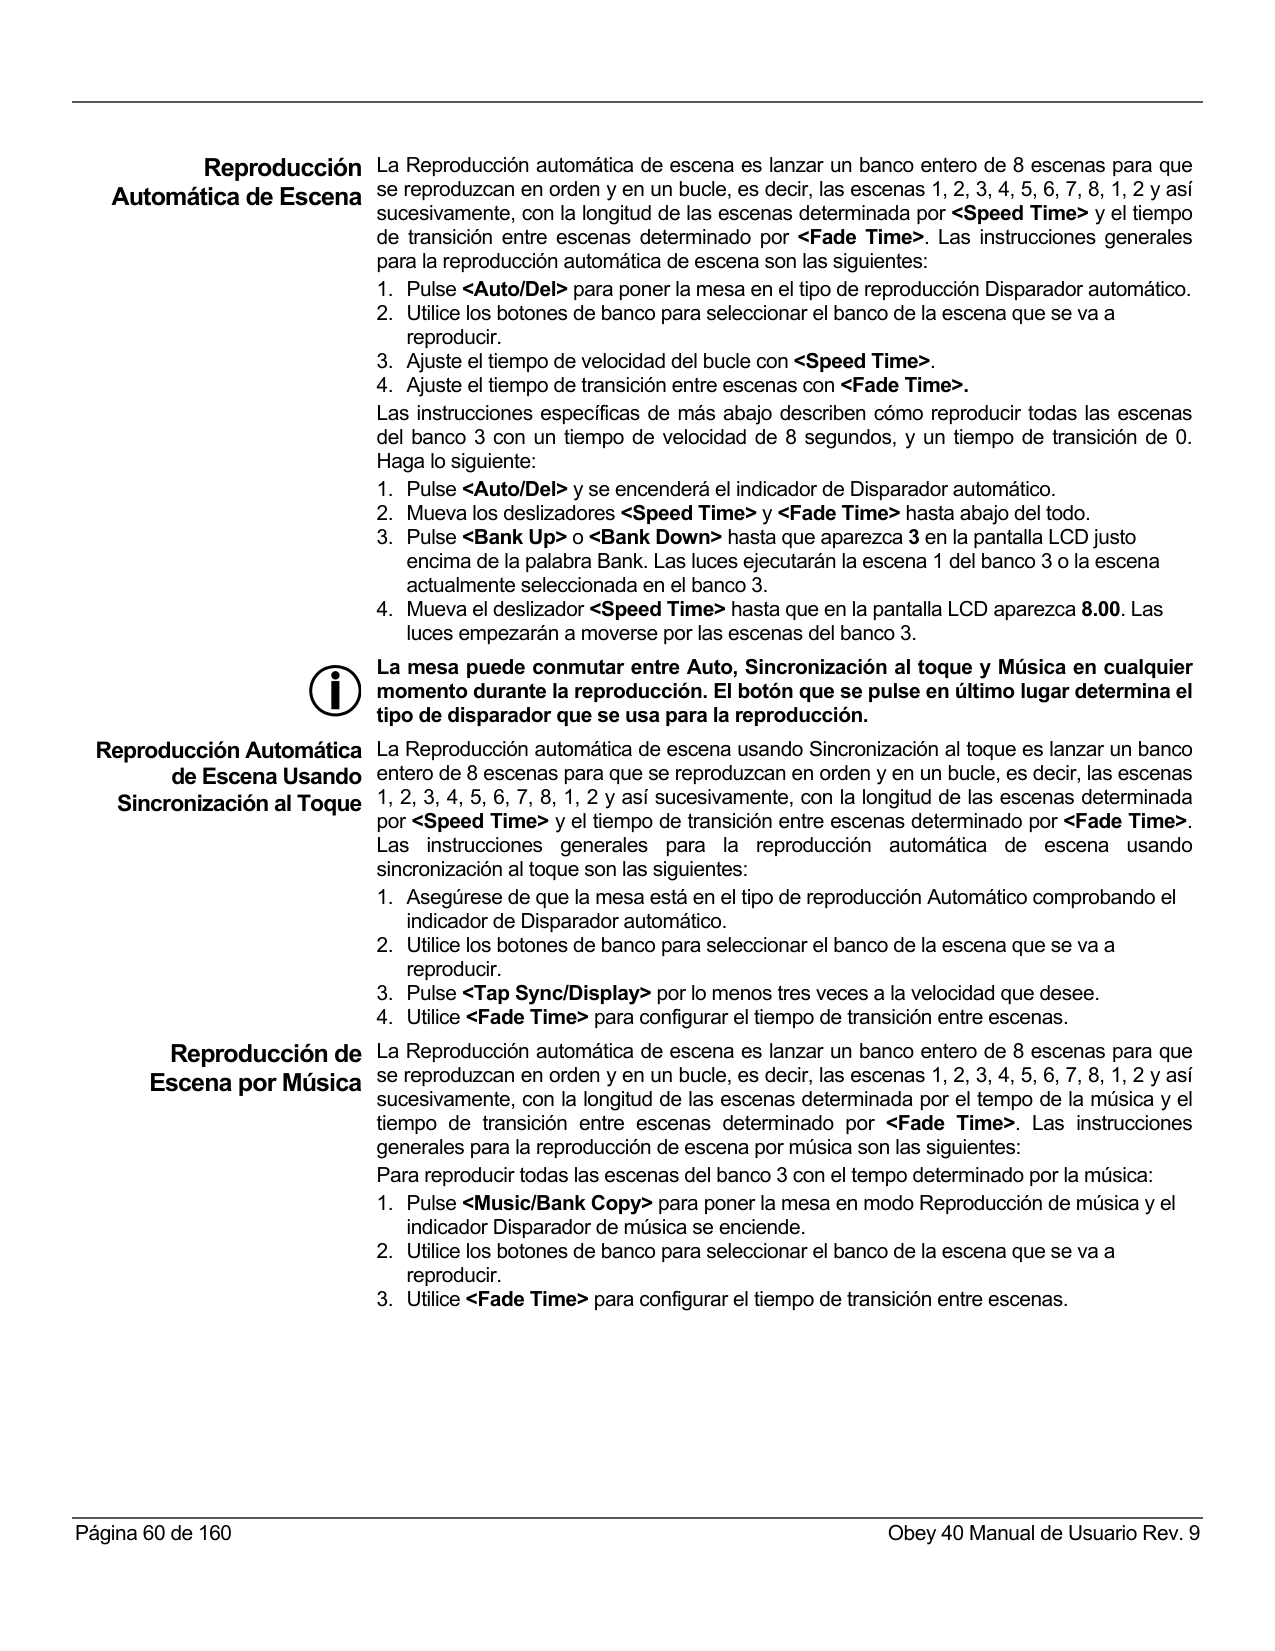 Reproducción
Automática de Escena
La Reproducción automática de escena es lanzar un banco entero de 8 escenas para que
se reproduzcan en orden y en un bucle, es decir, las escenas 1, 2, 3, 4, 5, 6, 7, 8, 1, 2 y así
sucesivamente, con la longitud de las escenas determinada por <Speed Time> y el tiempo
de transición entre escenas determinado por <Fade Time>. Las instrucciones generales
para la reproducción automática de escena son las siguientes:
1. Pulse <Auto/Del> para poner la mesa en el tipo de reproducción Disparador automático.
2. Utilice los botones de banco para seleccionar el banco de la escena que se va a
reproducir.
3. Ajuste el tiempo de velocidad del bucle con <Speed Time>.
4. Ajuste el tiempo de transición entre escenas con <Fade Time>.
Las instrucciones específicas de más abajo describen cómo reproducir todas las escenas
del banco 3 con un tiempo de velocidad de 8 segundos, y un tiempo de transición de 0.
Haga lo siguiente:
1. Pulse <Auto/Del> y se encenderá el indicador de Disparador automático.
2. Mueva los deslizadores <Speed Time> y <Fade Time> hasta abajo del todo.
3. Pulse <Bank Up> o <Bank Down> hasta que aparezca 3 en la pantalla LCD justo
encima de la palabra Bank. Las luces ejecutarán la escena 1 del banco 3 o la escena
actualmente seleccionada en el banco 3.
4. Mueva el deslizador <Speed Time> hasta que en la pantalla LCD aparezca 8.00. Las
luces empezarán a moverse por las escenas del banco 3.
La mesa puede conmutar entre Auto, Sincronización al toque y Música en cualquier
momento durante la reproducción. El botón que se pulse en último lugar determina el
tipo de disparador que se usa para la reproducción.
Reproducción Automática
de Escena Usando
Sincronización al Toque
La Reproducción automática de escena usando Sincronización al toque es lanzar un banco
entero de 8 escenas para que se reproduzcan en orden y en un bucle, es decir, las escenas
1, 2, 3, 4, 5, 6, 7, 8, 1, 2 y así sucesivamente, con la longitud de las escenas determinada
por <Speed Time> y el tiempo de transición entre escenas determinado por <Fade Time>.
Las instrucciones generales para la reproducción automática de escena usando
sincronización al toque son las siguientes:
1. Asegúrese de que la mesa está en el tipo de reproducción Automático comprobando el
indicador de Disparador automático.
2. Utilice los botones de banco para seleccionar el banco de la escena que se va a
reproducir.
3. Pulse <Tap Sync/Display> por lo menos tres veces a la velocidad que desee.
4. Utilice <Fade Time> para configurar el tiempo de transición entre escenas.
Reproducción de
Escena por Música
La Reproducción automática de escena es lanzar un banco entero de 8 escenas para que
se reproduzcan en orden y en un bucle, es decir, las escenas 1, 2, 3, 4, 5, 6, 7, 8, 1, 2 y así
sucesivamente, con la longitud de las escenas determinada por el tempo de la música y el
tiempo de transición entre escenas determinado por <Fade Time>. Las instrucciones
generales para la reproducción de escena por música son las siguientes:
Para reproducir todas las escenas del banco 3 con el tempo determinado por la música:
1. Pulse <Music/Bank Copy> para poner la mesa en modo Reproducción de música y el
indicador Disparador de música se enciende.
2. Utilice los botones de banco para seleccionar el banco de la escena que se va a
reproducir.
3. Utilice <Fade Time> para configurar el tiempo de transición entre escenas.
Página 60 de 160
Obey 40 Manual de Usuario Rev. 9